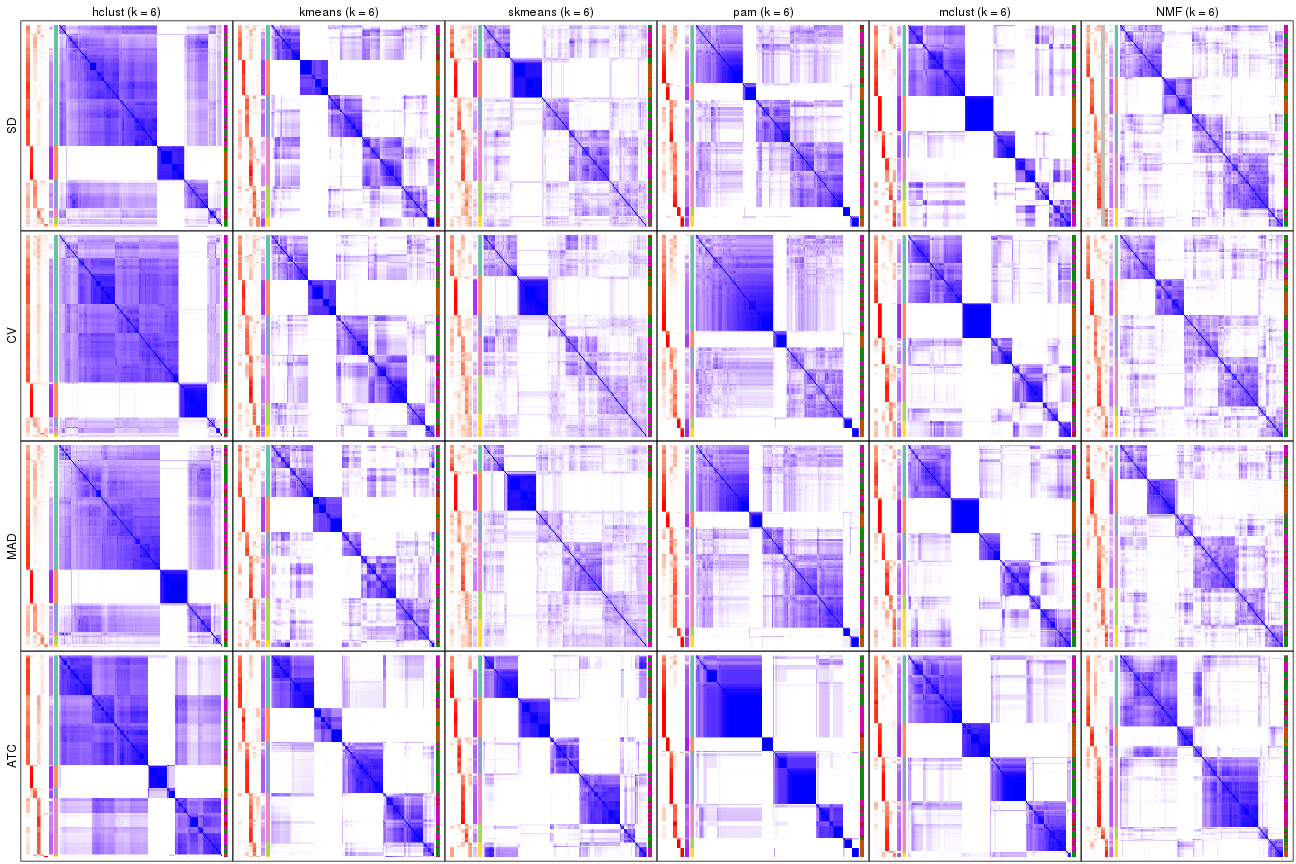 hclust (k = 6)
kmeans (k = 6)
skmeans (k = 6)
pam (k = 6)
mclust (k = 6)
NMF (k = 6)
SD
CV
MAD
ATC